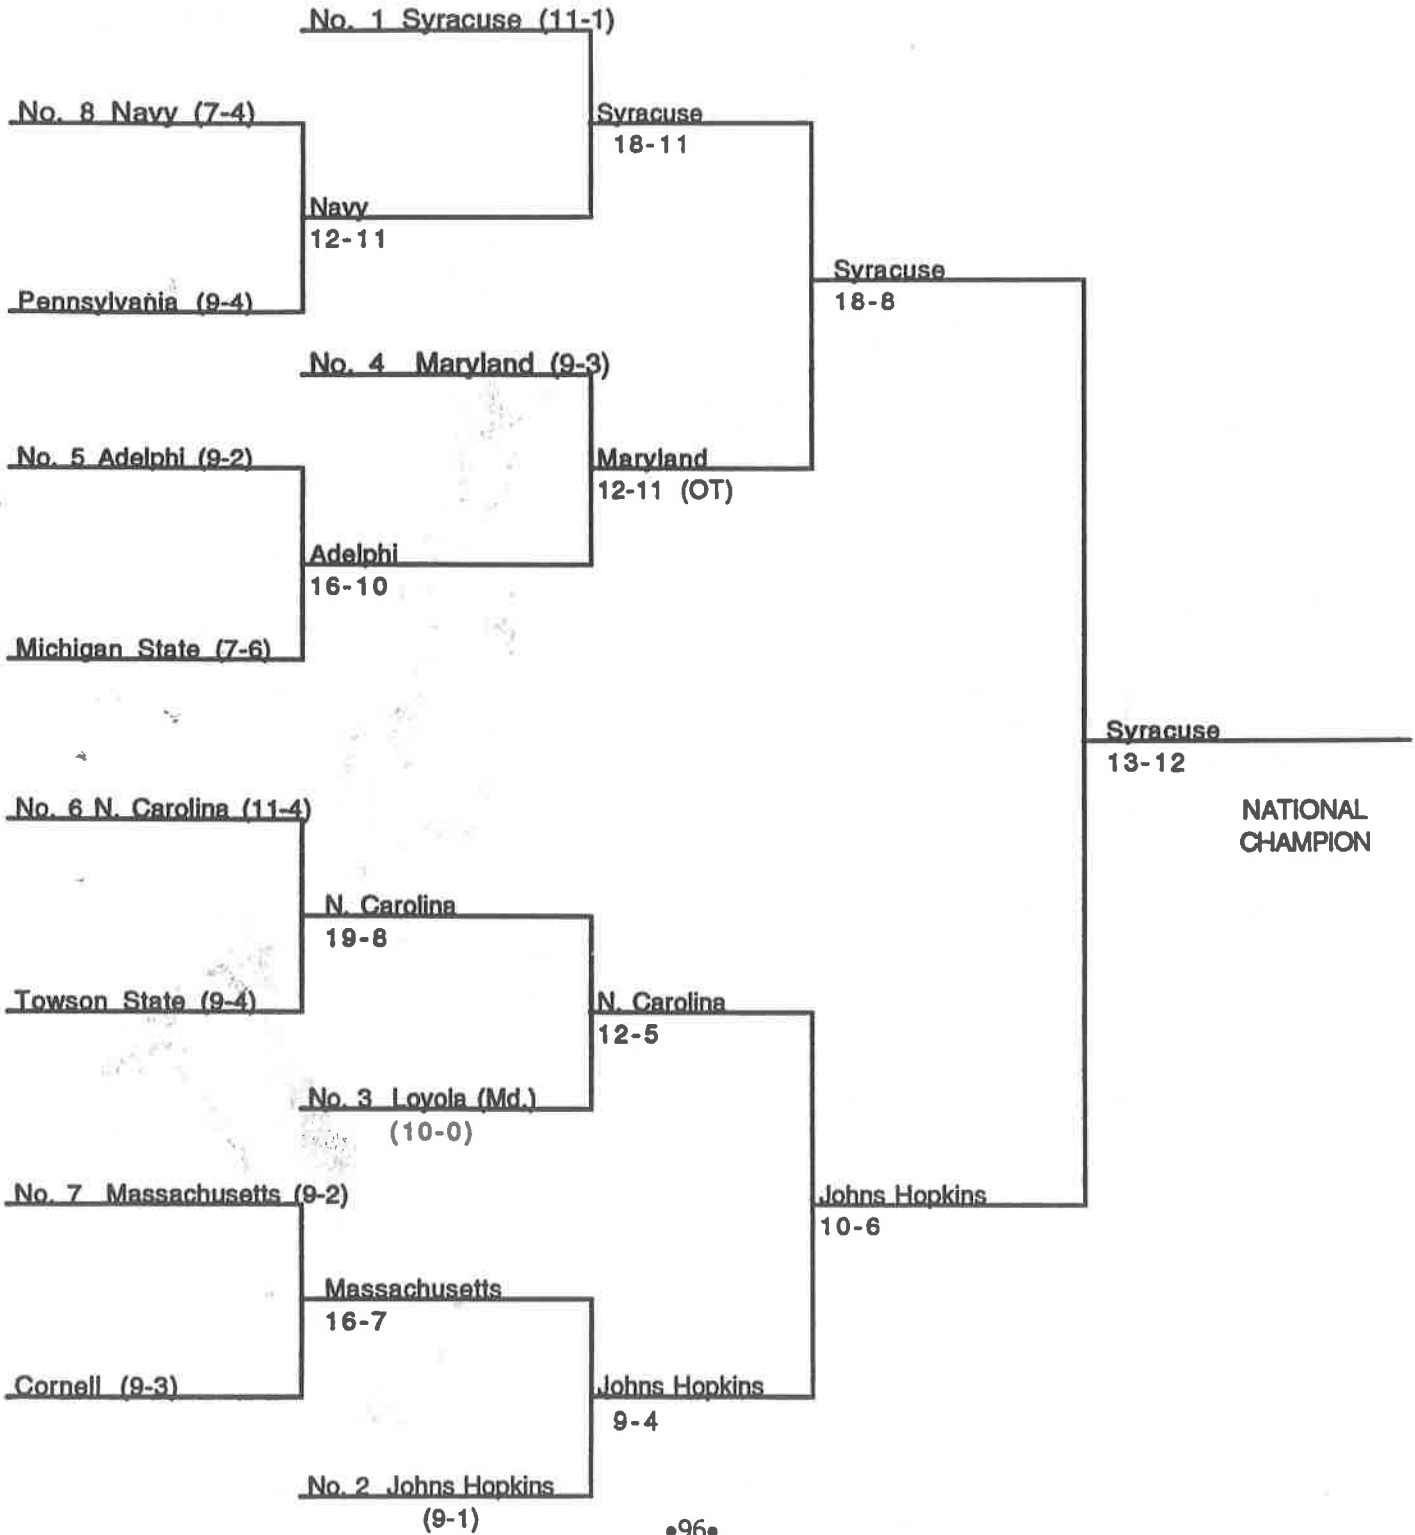 No. 1 Syracuse (11-1)
No. 8 Navy (7-4)
Syracuse
18-11
Navy
12-11
Syracuse
18-8
Pennsylvania (9-4)
No. 4 Maryland (9-3)
No. 5 Adelphi (9-2)
Maryland
12-11 (OT)
Adelphi
16-10
Michigan State (7-6)
Syracuse
13-12
NATIONAL
CHAMPION
No. 6 N. Carolina (11-4)
N. Carolina
19-8
Towson State (9-4)
N. Carolina
12-5
No. 3 Loyola (Md.)
(10-0)
No. 7 Massachusetts (9-2)
Johns Hopkins
10-6
Massachusetts
16-7
Cornell (9-3)
Johns Hopkins
9-4
No. 2 Johns Hopkins
(9-1)
•96•